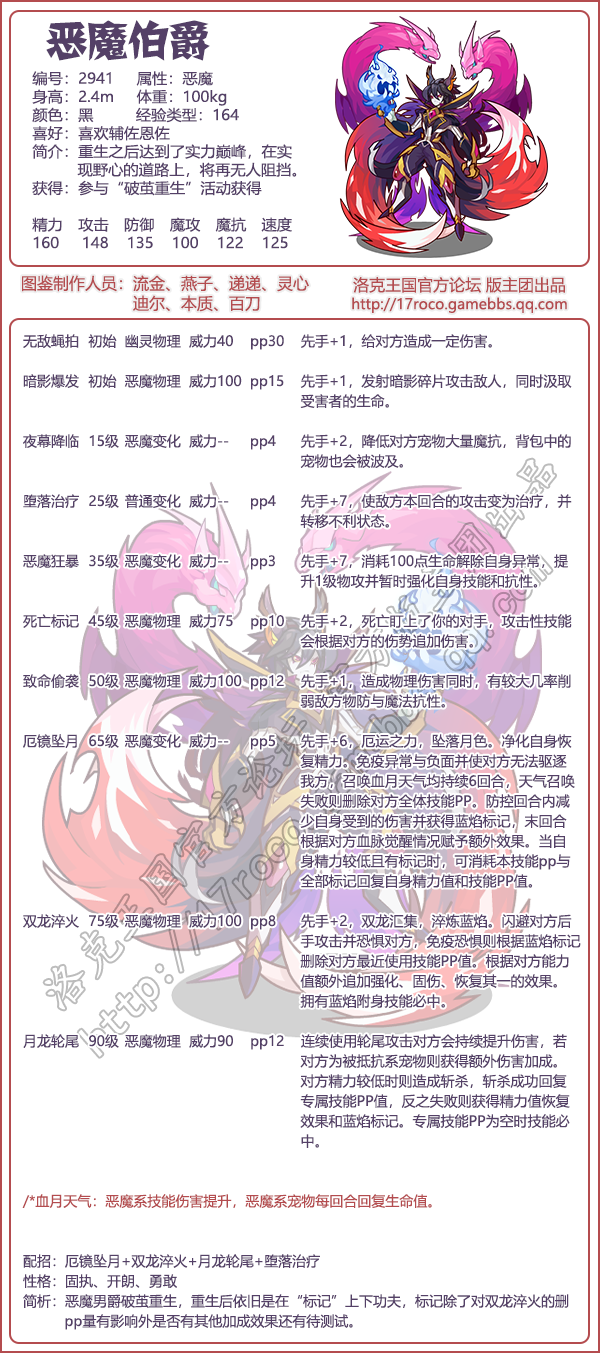 恶魔伯爵
编号：2941 属性：恶魔
身高：2.4m 体重：100kg
颜色：黑 经验类型：164
喜好：喜欢辅佐恩佐
简介：重生之后达到了实力巅峰，在实
现野心的道路上，将再无人阻挡。
获得：参与“破茧重生”活动获得
精力 攻击 防御 魔攻 魔抗 速度
160 148 135 100 122 125
图鉴制作人员：流金、燕子、递递、灵心
迪尔、本质、百刀
洛克王国官方论坛 版主团出品
http://17roco.gamebbs.qq.com
无敌蝇拍 初始 幽灵物理 威力40 pp30 先手+1，给对方造成一定伤害。
暗影爆发 初始 恶魔物理 威力100 pp15 先手+1，发射暗影碎片攻击敌人，同时汲取
受害者的生命。
夜幕降临 15级 恶魔变化 威力-- pp4 先手+2，降低对方宠物大量魔抗，背包中的
宠物也会被波及。
堕落治疗 25级 普通变化 威力-- pp4 先手+7，使敌方本回合的攻击变为治疗，并
转移不利状态。
恶魔狂暴 35级 恶魔变化 威力-- pp3 先手+7，消耗100点生命解除自身异常，提
升1级物攻并暂时强化自身技能和抗性。
死亡标记 45级 恶魔物理 威力75 pp10 先手+2，死亡盯上了你的对手，攻击性技能
会根据对方的伤势追加伤害。
致命偷袭 50级 恶魔物理 威力100 pp12 先手+1，造成物理伤害同时，有较大几率削
弱敌方物防与魔法抗性。
厄镜坠月 65级 恶魔变化 威力-- pp5 先手+6，厄运之力，坠落月色。净化自身恢
复精力。免疫异常与负面并使对方无法驱逐
我方，召唤血月天气均持续6回合，天气召唤
失败则删除对方全体技能PP。防控回合内减
少自身受到的伤害并获得蓝焰标记，末回合
根据对方血脉觉醒情况赋予额外效果。当自
身精力较低且有标记时，可消耗本技能pp与
全部标记回复自身精力值和技能PP值。
双龙淬火 75级 恶魔物理 威力100 pp8 先手+2，双龙汇集，淬炼蓝焰。闪避对方后
手攻击并恐惧对方，免疫恐惧则根据蓝焰标记
删除对方最近使用技能PP值。根据对方能力
值额外追加强化、固伤、恢复其一的效果。
拥有蓝焰附身技能必中。
月龙轮尾 90级 恶魔物理 威力90 pp12 连续使用轮尾攻击对方会持续提升伤害，若
对方为被抵抗系宠物则获得额外伤害加成。
对方精力较低时则造成斩杀，斩杀成功回复
专属技能PP值，反之失败则获得精力值恢复
效果和蓝焰标记。专属技能PP为空时技能必
中。
/*血月天气：恶魔系技能伤害提升，恶魔系宠物每回合回复生命值。
配招：厄镜坠月+双龙淬火+月龙轮尾+堕落治疗
性格：固执、开朗、勇敢
简析：恶魔男爵破茧重生，重生后依旧是在“标记”上下功夫，标记除了对双龙淬火的删
pp量有影响外是否有其他加成效果还有待测试。
洛克王国官方论坛 版主团出品
http://17roco.gamebbs.qq.com